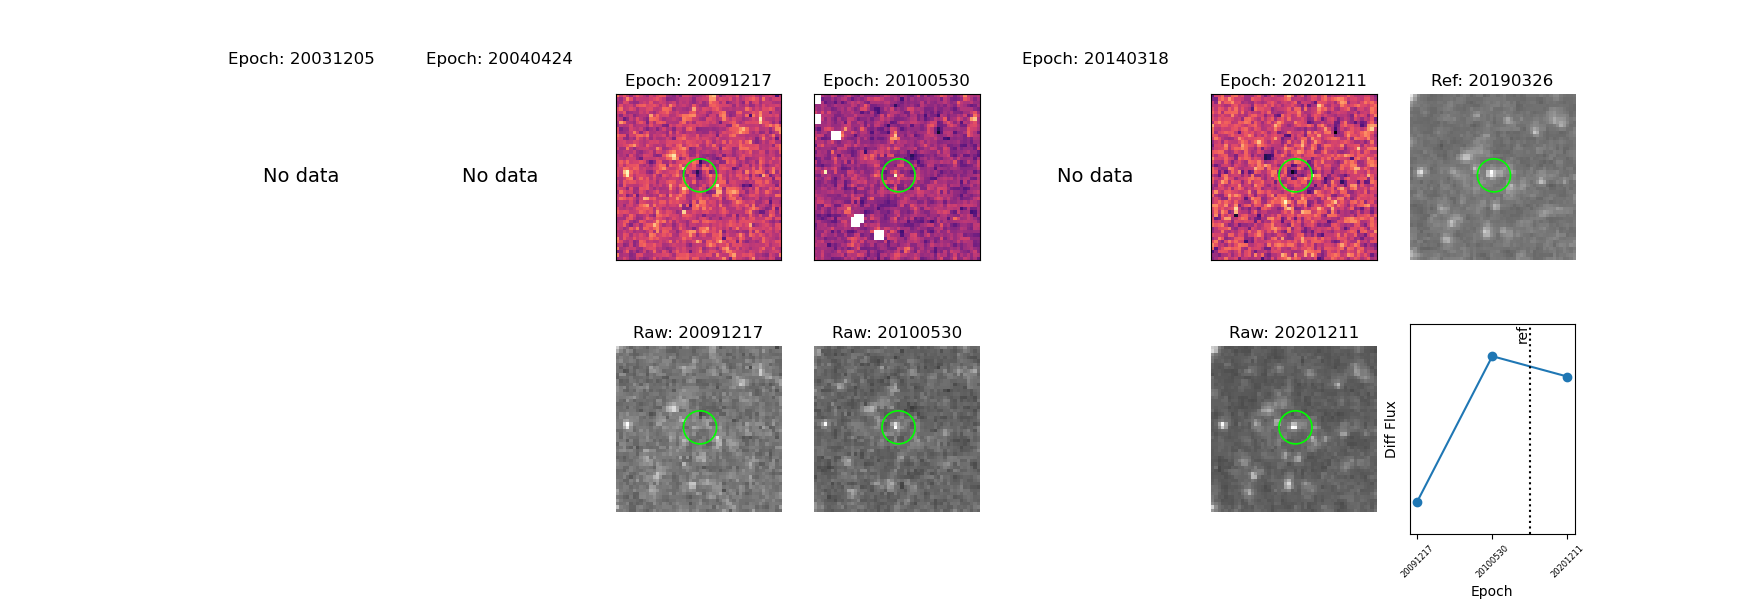 Epoch: 20031205
Epoch: 20040424
Epoch: 20140318
Epoch: 20091217
Epoch: 20100530
Epoch: 20201211
Ref: 20190326
No data
No data
No data
Raw: 20091217
Raw: 20100530
Raw: 20201211
ref
Diff Flux
20091217
20100530
20201211
Epoch